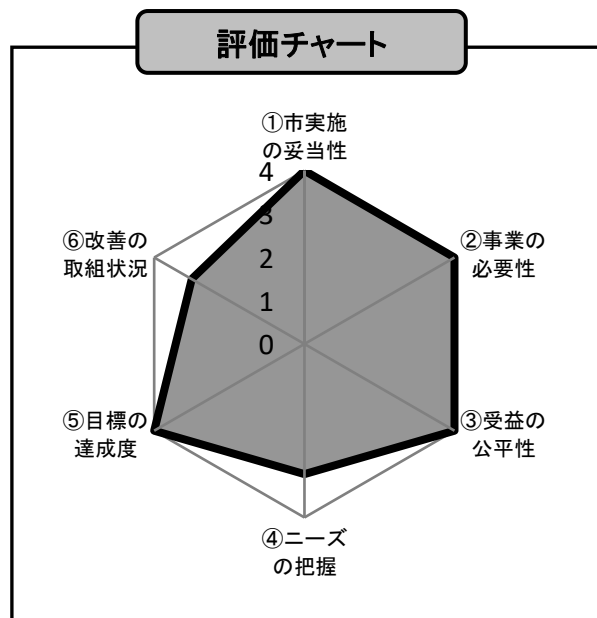 評価チャート
①市実施
の妥当性
4
3
2
1
0
②事業の
必要性
③受益の
公平性
④ニーズ
の把握
⑤目標の
達成度
⑥改善の
取組状況